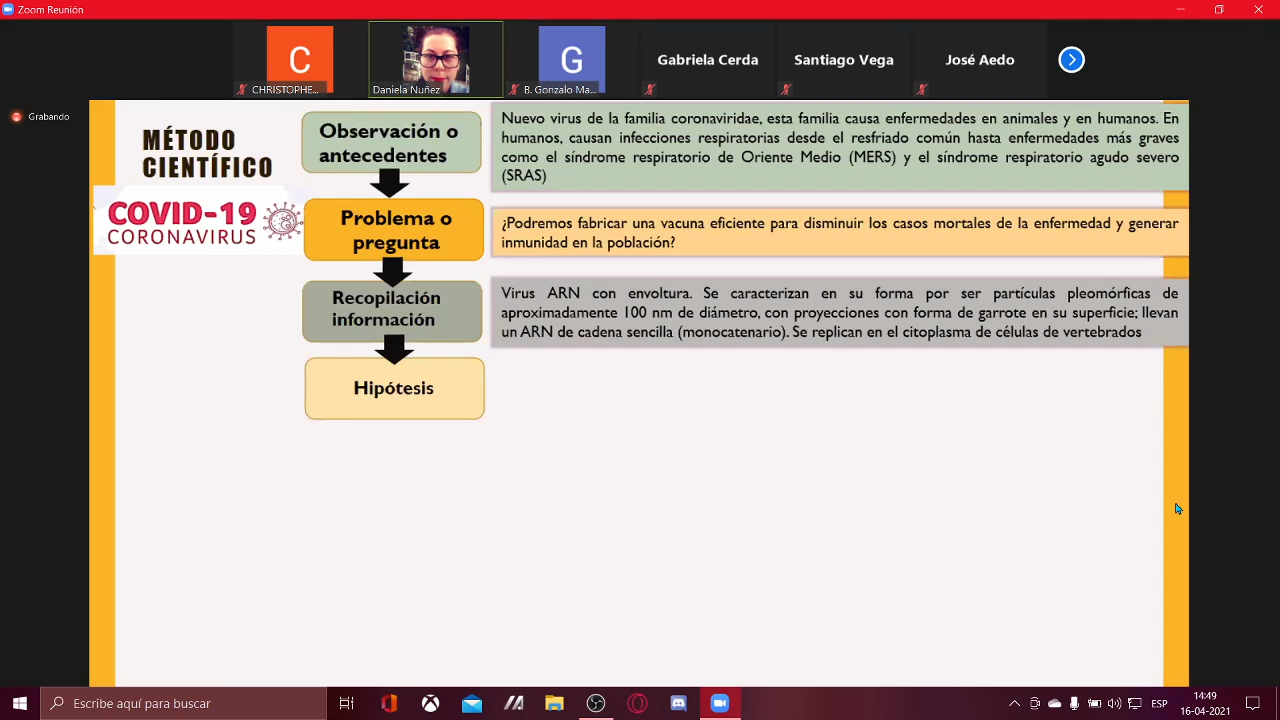 Zoom Reunión
C
CHRISTOPHE...
Daniela Nuñez
G
B. Gonzalo Ma...
Gabriela Cerda
Santiago Vega
José Aedo
Grabando
MÉTODO
CIENTÍFICO
COVID-19
CORONAVIRUS
Observación o
antecedentes
Nuevo virus de la familia coronaviridae, esta familia causa enfermedades en animales y en humanos. En
humanos, causan infecciones respiratorias desde el resfriado común hasta enfermedades más graves
como el síndrome respiratorio de Oriente Medio (MERS) y el síndrome respiratorio agudo severo
(SRAS)
Problema o
pregunta
¿Podremos fabricar una vacuna eficiente para disminuir los casos mortales de la enfermedad y generar
inmunidad en la población?
Recopilación
información
Virus ARN con envoltura. Se caracterizan en su forma por ser partículas pleomórficas de
aproximadamente 100 nm de diámetro, con proyecciones con forma de garrote en su superficie; llevan
un ARN de cadena sencilla (monocatenario). Se replican en el citoplasma de células de vertebrados
Hipótesis
Escribe aquí para buscar
ESP
14:49
16-04-2021